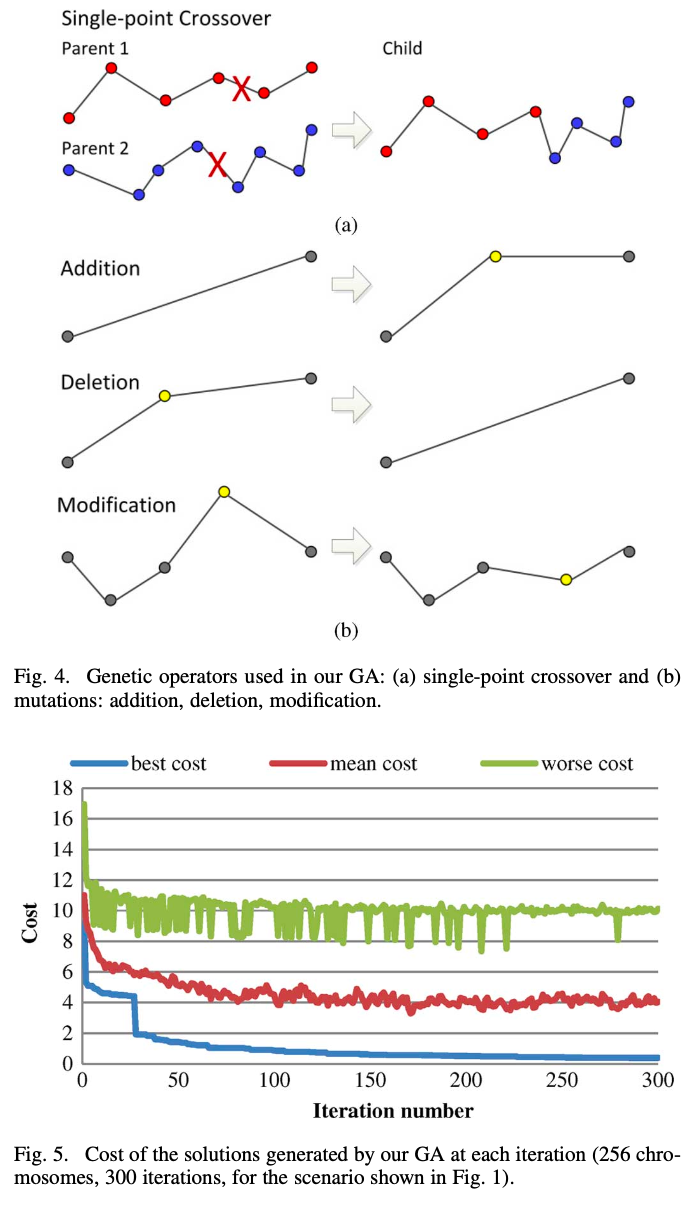 Single-point Crossover
Parent 1
Child
X
Parent 2
X
(a)
Addition
Deletion
Modification
(b)
Fig. 4. Genetic operators used in our GA: (a) single-point crossover and (b)
mutations: addition, deletion, modification.
best cost mean cost worse cost
18
16
14
12
10
8
6
4
2
0
Cost
0 50 100 150 200 250 300
Iteration number
Fig. 5. Cost of the solutions generated by our GA at each iteration (256 chro-
mosomes, 300 iterations, for the scenario shown in Fig. 1).